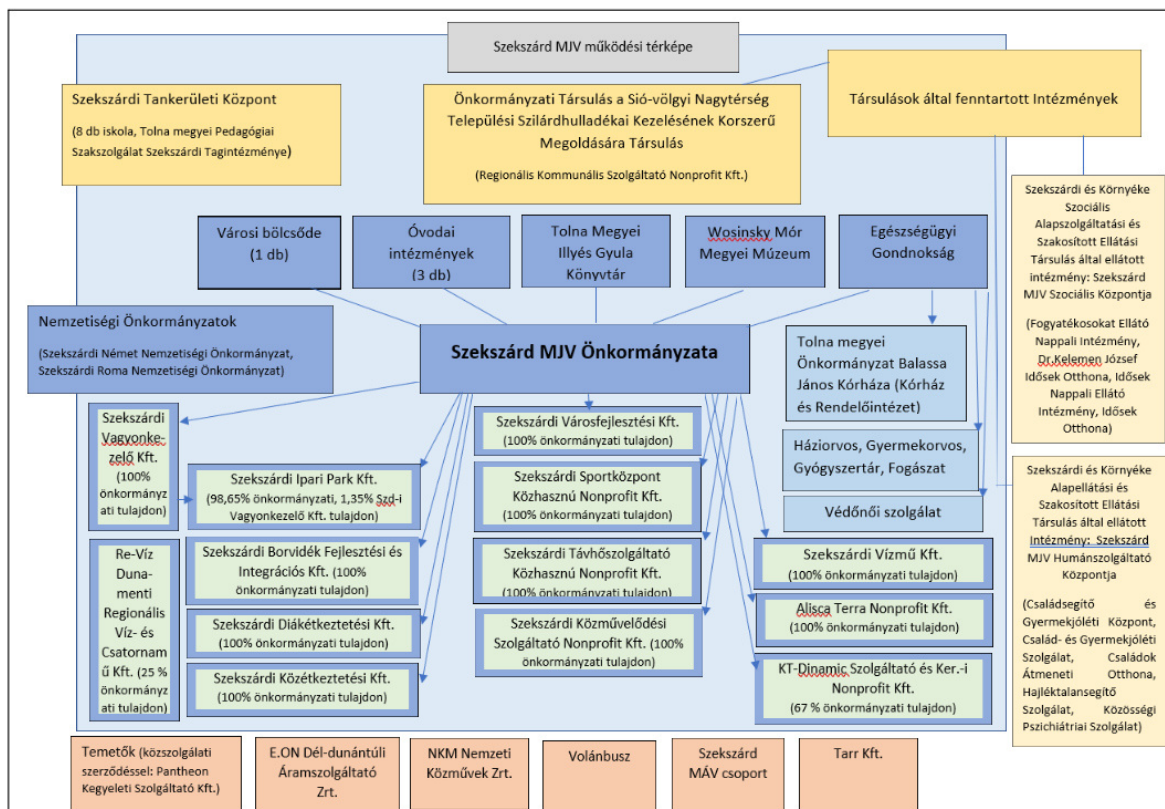 Szekszárd MJV működési térképe
Szekszárdi Tankerületi Központ
(8 db iskola, Tolna megyei Pedagógiai
Szakszolgálat Szekszárdi Tagintézménye)
Önkormányzati Társulás a Sió-völgyi Nagytérség
Települési Szilárdhulladékai Kezelésének Korszerű
Megoldására Társulás
(Regionális Kommunális Szolgáltató Nonprofit Kft.)
Társulások által fenntartott Intézmények
Városi bölcsőde
(1 db)
Óvodai
intézmények
(3 db)
Tolna Megyei
Illyés Gyula
Könyvtár
Wosinsky Mór
Megyei Múzeum
Egészségügyi
Gondnokság
Szekszárdi és Környéke
Szociális
Alapszolgáltatási és
Szakosított Ellátási
Társulás által ellátott
intézmény: Szekszárd
MJV Szociális Központja
(Fogyatékosokat Ellátó
Nappali Intézmény,
Dr.Kelemen József
Idősek Otthona, Idősek
Nappali Ellátó
Intézmény, Idősek
Otthona)
Nemzetiségi Önkormányzatok
(Szekszárdi Német Nemzetiségi Önkormányzat,
Szekszárdi Roma Nemzetiségi Önkormányzat)
Szekszárd MJV Önkormányzata
Tolna megyei
Önkormányzat Balassa
János Kórháza (Kórház
és Rendelőintézet)
Háziorvos, Gyermekorvos,
Gyógyszertár, Fogászat
Védőnői szolgálat
Szekszárdi
Vagyonke-
zelő Kft.
(100%
önkormányz
ati tulajdon)
Szekszárdi Ipari Park Kft.
(98,65% önkormányzati, 1,35% Szd-i
Vagyonkezelő Kft. tulajdon)
Re-Víz
Duna-
menti
Regionális
Víz- és
Csatornam
ű Kft. (25 %
önkormányz
ati tulajdon)
Szekszárdi Borvidék Fejlesztési és
Integrációs Kft. (100%
önkormányzati tulajdon)
Szekszárdi Diákétkeztetési Kft.
(100% önkormányzati tulajdon)
Szekszárdi Közétkeztetési Kft.
(100% önkormányzati tulajdon)
Szekszárdi Városfejlesztési Kft.
(100% önkormányzati tulajdon)
Szekszárdi Sportközpont
Közhasznú Nonprofit Kft.
(100% önkormányzati tulajdon)
Szekszárdi Távhőszolgáltató
Közhasznú Nonprofit Kft.
(100% önkormányzati tulajdon)
Szekszárdi Közművelődési
Szolgáltató Nonprofit Kft. (100%
önkormányzati tulajdon)
Szekszárdi Vízmű Kft.
(100% önkormányzati tulajdon)
Alisca Terra Nonprofit Kft.
(100% önkormányzati tulajdon)
KT-Dinamic Szolgáltató és Ker.-i
Nonprofit Kft.
(67 % önkormányzati tulajdon)
Szekszárdi és Környéke
Alapellátási és
Szakosított Ellátási
Társulás által ellátott
Intézmény: Szekszárd
MJV Humánszolgáltató
Központja
(Családsegítő és
Gyermekjóléti Központ,
Család- és Gyermekjóléti
Szolgálat, Családok
Átmeneti Otthona,
Hajléktalansegítő
Szolgálat, Közösségi
Pszichiátriai Szolgálat)
Temetők (közszolgálati
szerződéssel: Pantheon
Kegyeleti Szolgáltató Kft.)
E.ON Dél-dunántúli
Áramszolgáltató
Zrt.
NKM Nemzeti
Közművek Zrt.
Volánbusz
Szekszárd
MÁV csoport
Tarr Kft.